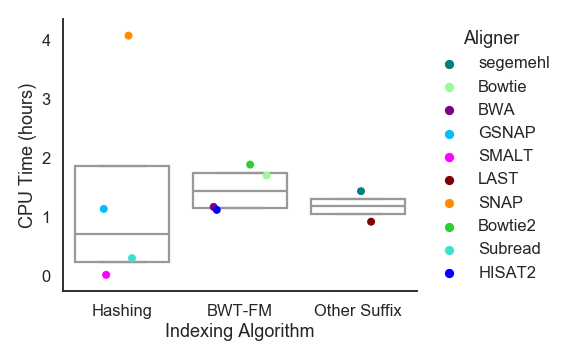 CPU Time (hours)
4
3
2
1
0
Hashing
BWT-FM
Other Suffix
Indexing Algorithm
Aligner
segemehl
Bowtie
BWA
GSNAP
SMALT
LAST
SNAP
Bowtie2
Subread
HISAT2